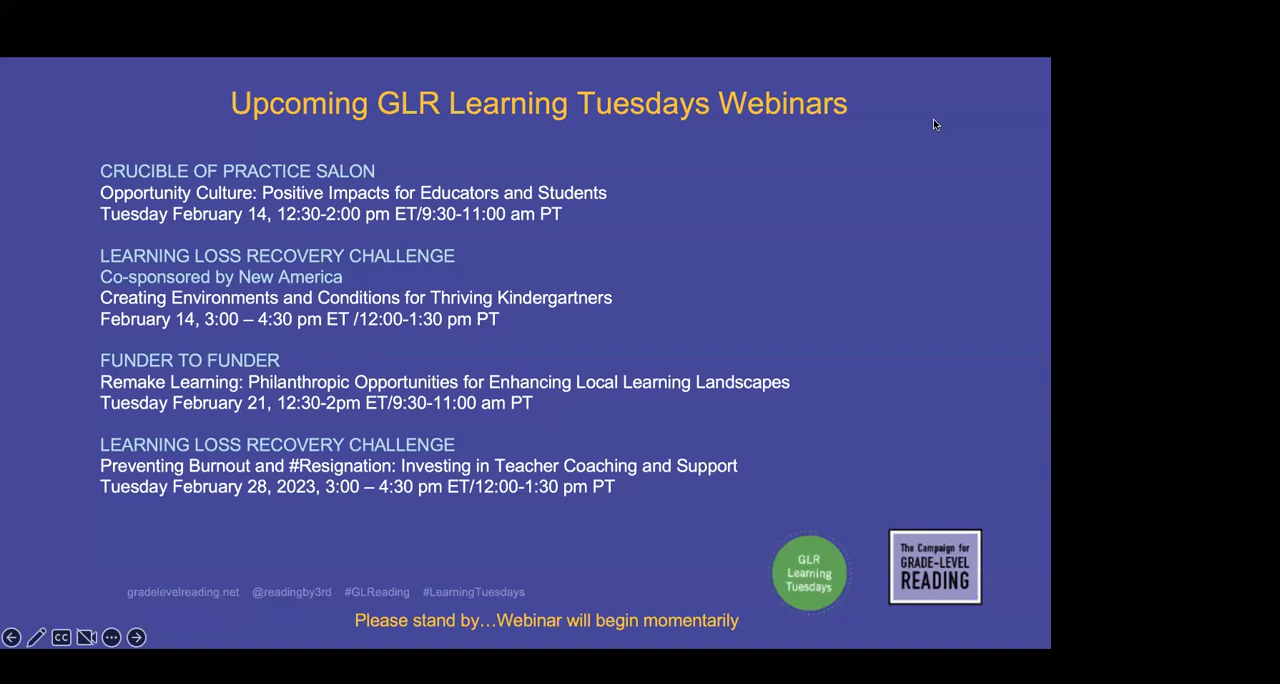 Upcoming GLR Learning Tuesdays Webinars
CRUCIBLE OF PRACTICE SALON
Opportunity Culture: Positive Impacts for Educators and Students
Tuesday February 14, 12:30-2:00 pm ET/9:30-11:00 am PT
LEARNING LOSS RECOVERY CHALLENGE
Co-sponsored by New America
Creating Environments and Conditions for Thriving Kindergartners
February 14, 3:00 – 4:30 pm ET /12:00-1:30 pm PT
FUNDER TO FUNDER
Remake Learning: Philanthropic Opportunities for Enhancing Local Learning Landscapes
Tuesday February 21, 12:30-2pm ET/9:30-11:00 am PT
LEARNING LOSS RECOVERY CHALLENGE
Preventing Burnout and #Resignation: Investing in Teacher Coaching and Support
Tuesday February 28, 2023, 3:00 – 4:30 pm ET/12:00-1:30 pm PT
GLR
Learning
Tuesdays
The Campaign for
GRADE-LEVEL
READING
gradelevelreading.net @readingby3rd #GLReading #LearningTuesdays
Please stand by…Webinar will begin momentarily
CC